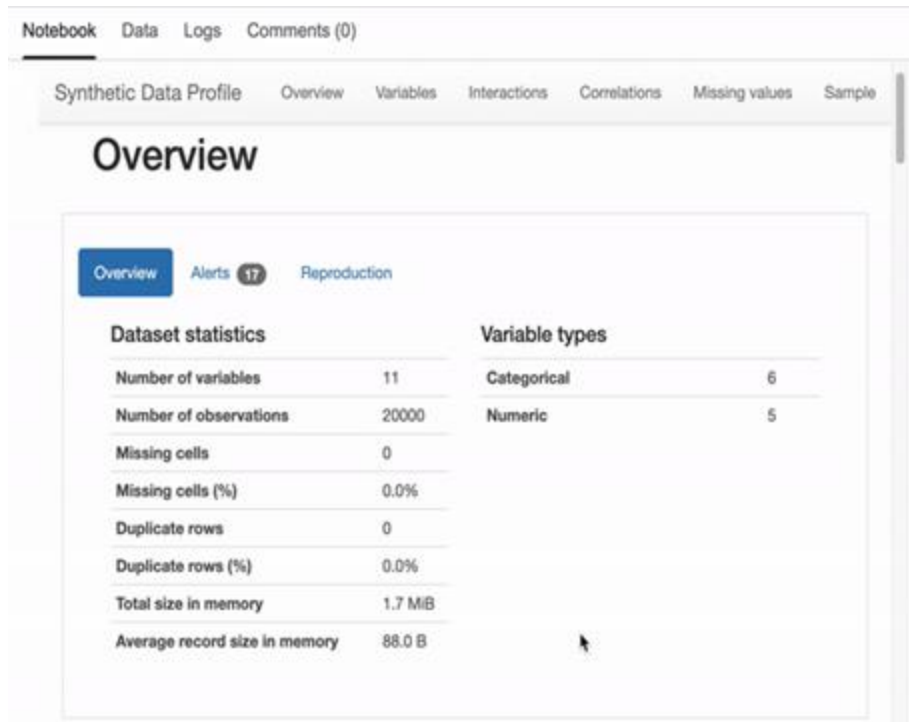 Notebook Data Logs Comments (0)
Synthetic Data Profile Overview Variables Interactions Correlations Missing values Sample
Overview
Overview Alerts 17 Reproduction
Dataset statistics
Number of variables 11
Number of observations 20000
Missing cells 0
Missing cells (%) 0.0%
Duplicate rows 0
Duplicate rows (%) 0.0%
Total size in memory 1.7 MiB
Average record size in memory 88.0 B
Variable types
Categorical 6
Numeric 5